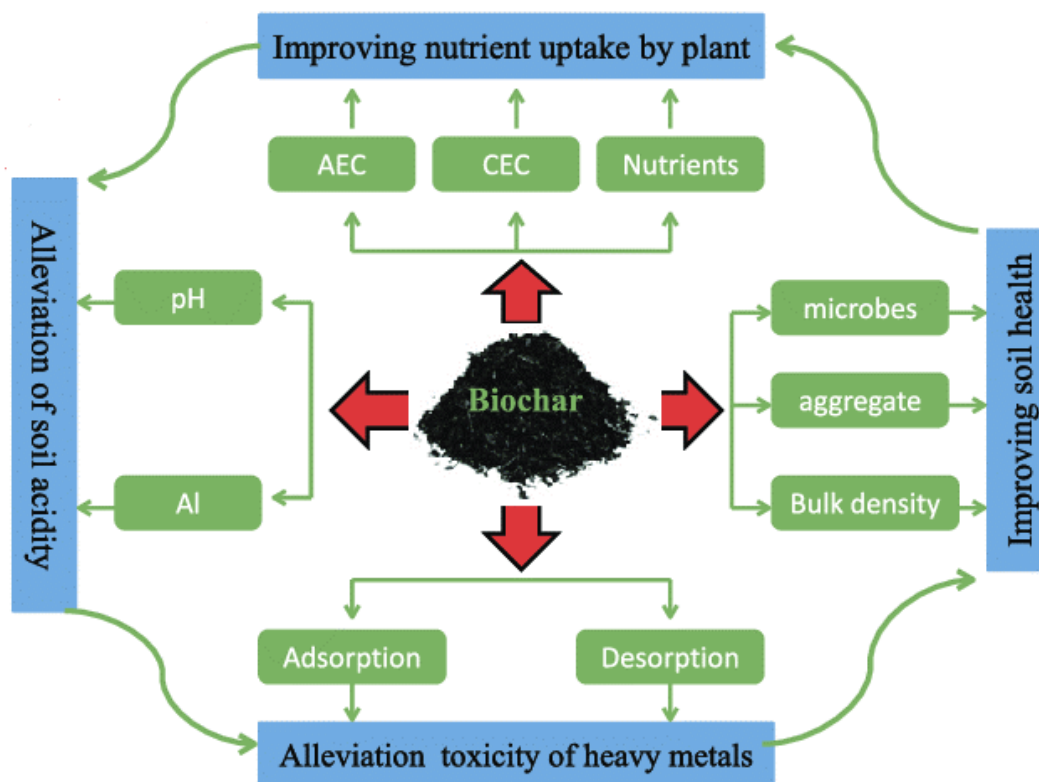 Improving nutrient uptake by plant
AEC
CEC
Nutrients
Alleviation of soil acidity
pH
Al
Biochar
microbes
aggregate
Bulk density
Improving soil health
Adsorption
Desorption
Alleviation toxicity of heavy metals